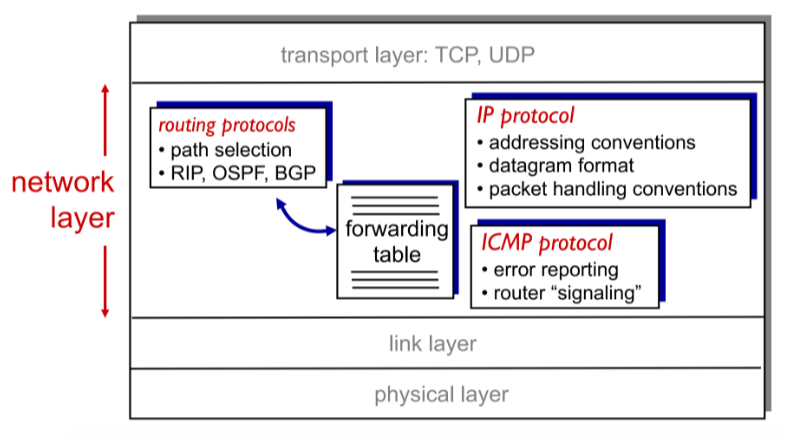 transport layer: TCP, UDP
network
layer
routing protocols
• path selection
• RIP, OSPF, BGP
forwarding
table
IP protocol
• addressing conventions
• datagram format
• packet handling conventions
ICMP protocol
• error reporting
• router “signaling”
link layer
physical layer